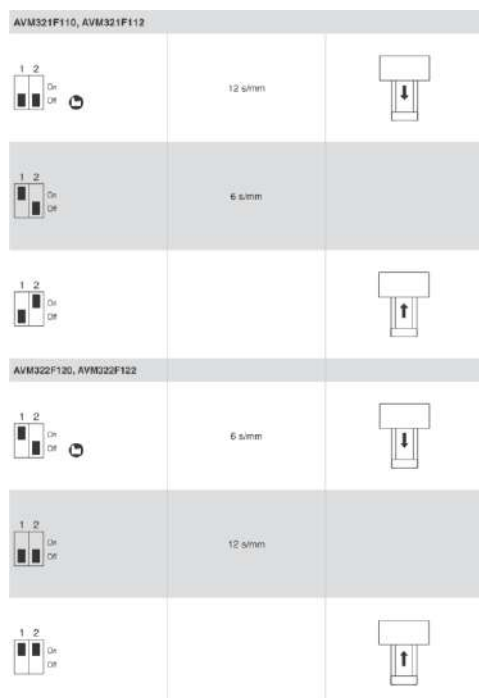 AVM321F110, AVM321F112
1 2
On
Off
12 s/mm
1 2
On
Off
6 s/mm
1 2
On
Off
AVM322F120, AVM322F122
1 2
On
Off
6 s/mm
1 2
On
Off
12 s/mm
1 2
On
Off